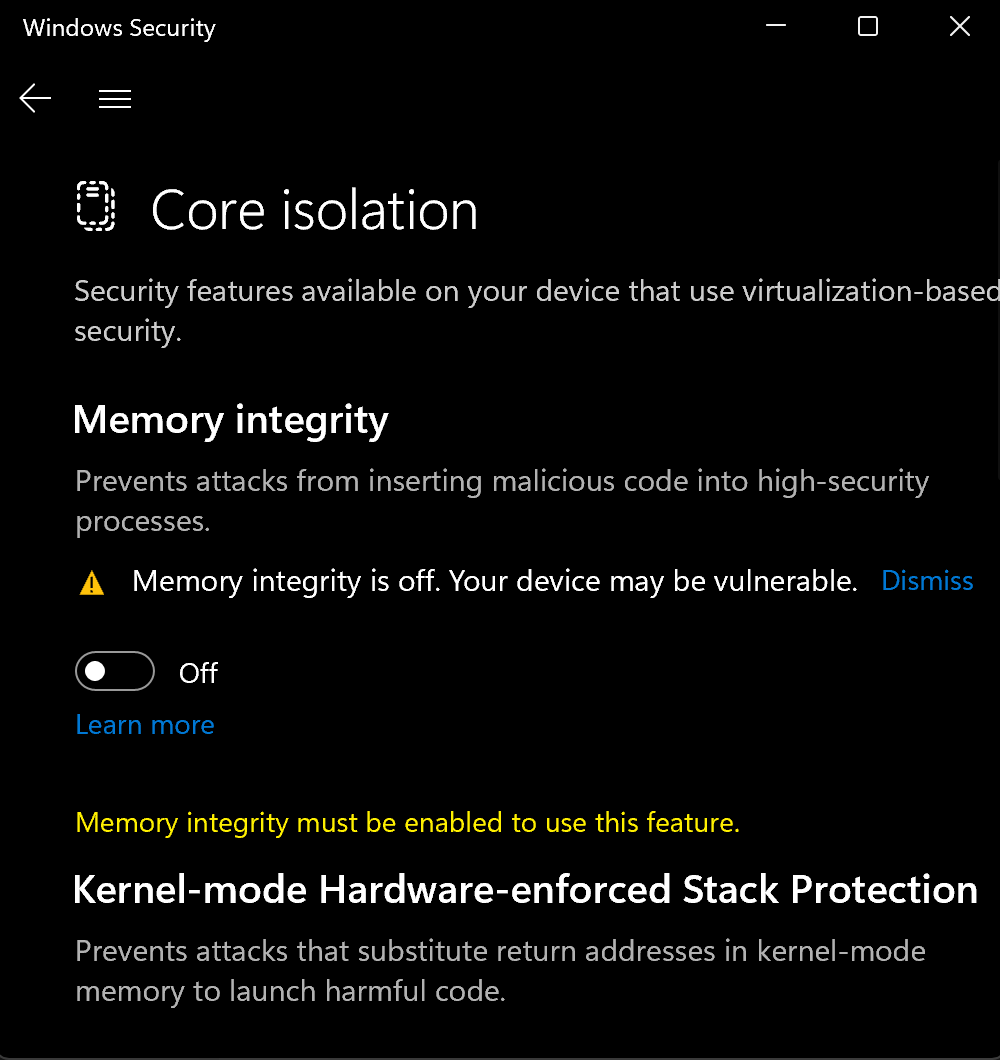 Windows Security
Core isolation
Security features available on your device that use virtualization-based
security.
Memory integrity
Prevents attacks from inserting malicious code into high-security
processes.
Memory integrity is off. Your device may be vulnerable. Dismiss
Off
Learn more
Memory integrity must be enabled to use this feature.
Kernel-mode Hardware-enforced Stack Protection
Prevents attacks that substitute return addresses in kernel-mode
memory to launch harmful code.